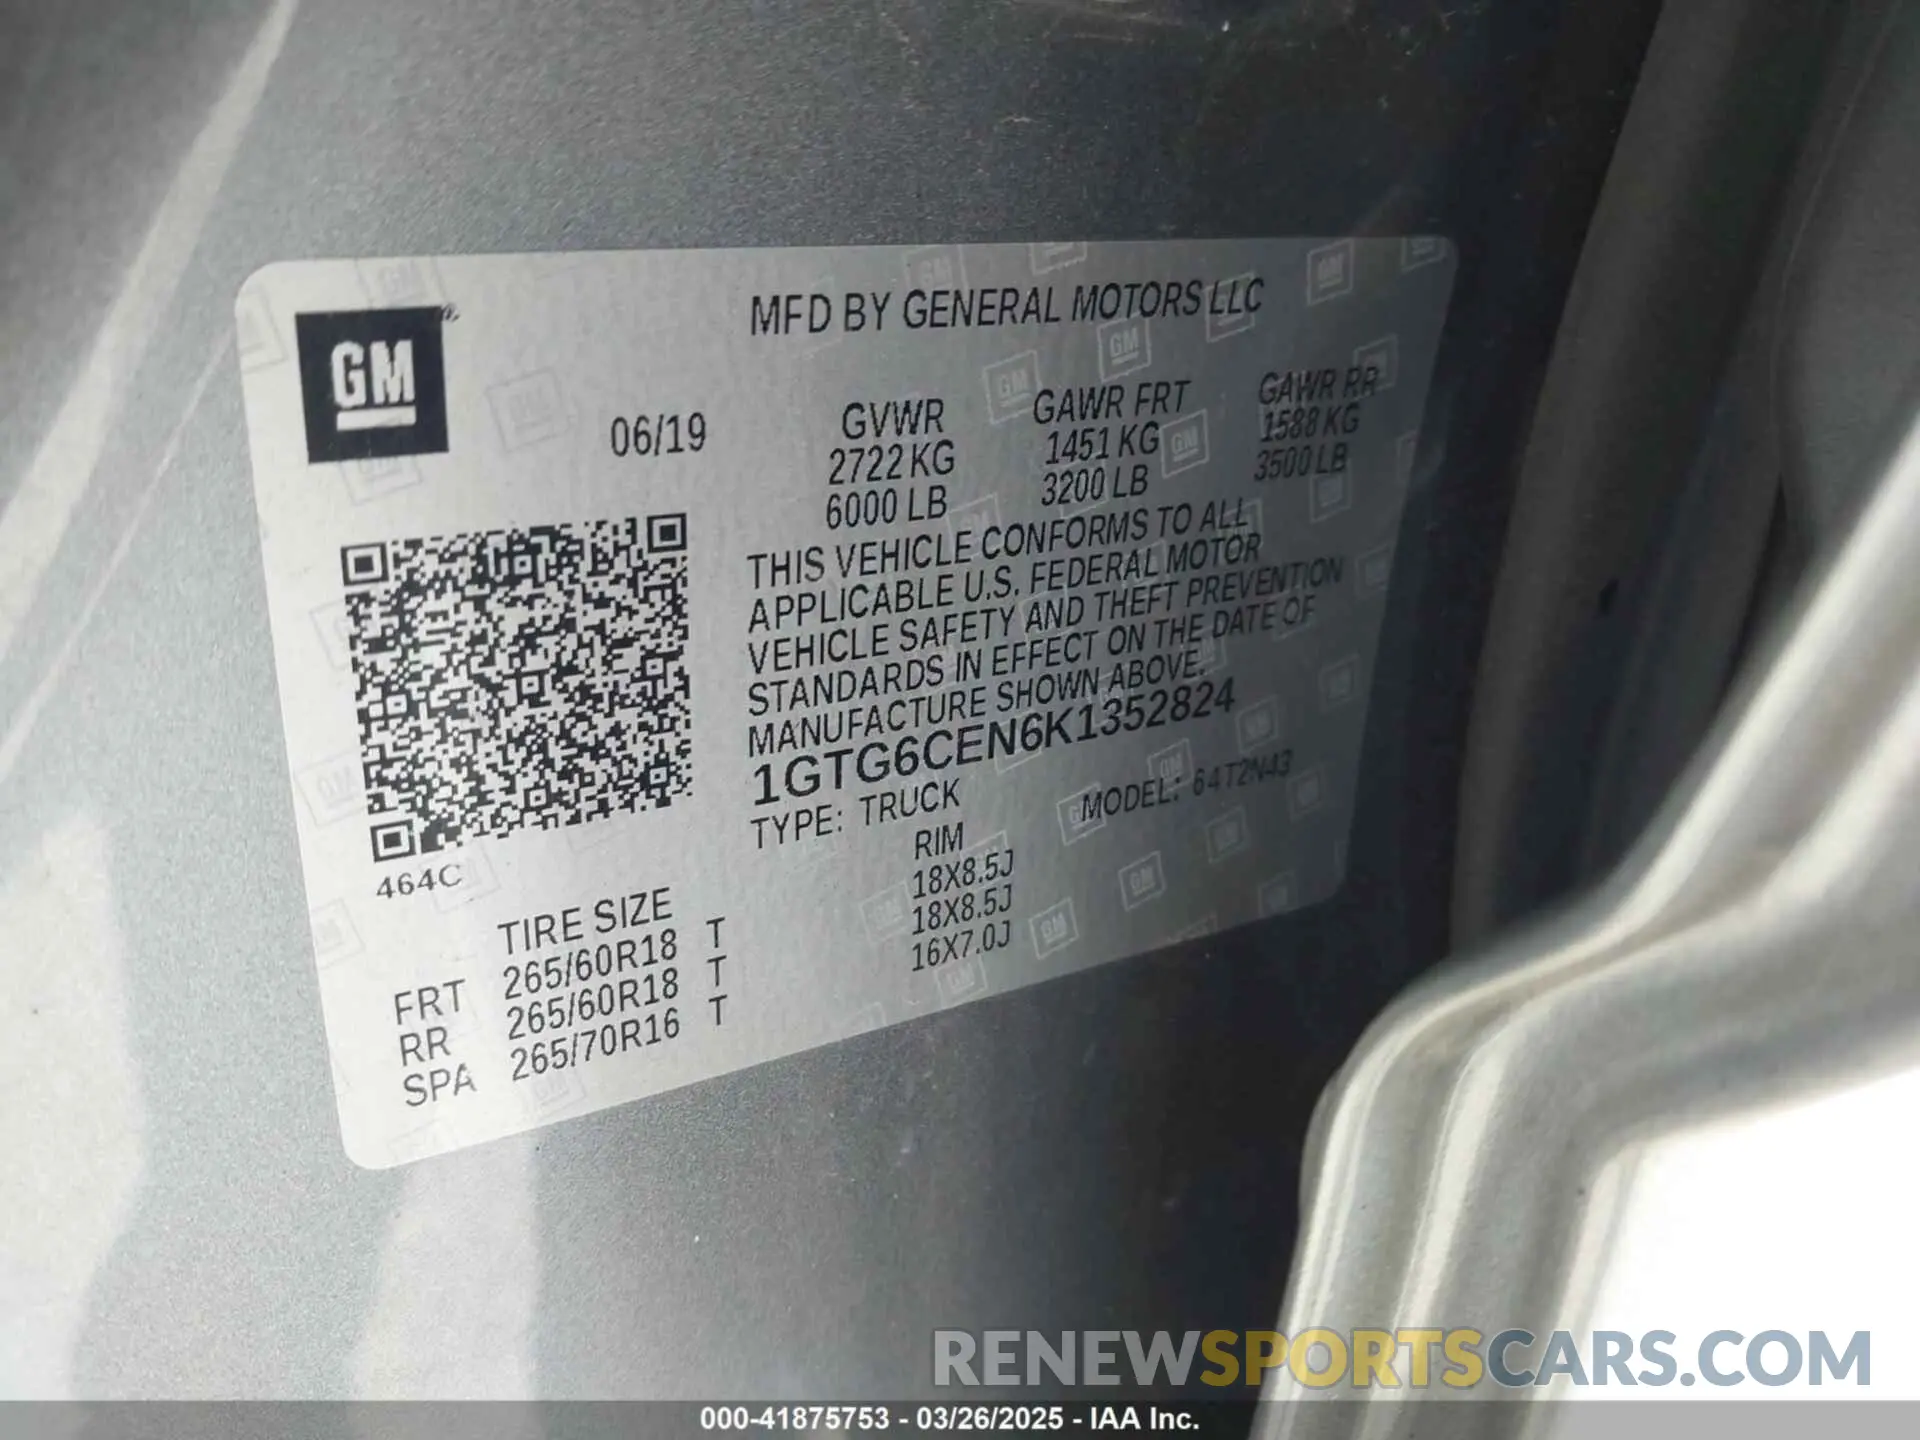 MFD BY GENERAL MOTORS LLC
GM
06/19
GVWR GAWR FRT GAWR RR
2722 KG 1451 KG 1588 KG
6000 LB 3200 LB 3500 LB
THIS VEHICLE CONFORMS TO ALL
APPLICABLE U.S. FEDERAL MOTOR
VEHICLE SAFETY AND THEFT PREVENTION
STANDARDS IN EFFECT ON THE DATE OF
MANUFACTURE SHOWN ABOVE.
1GTG6CEN6K1352824
TYPE: TRUCK MODEL: 64T2N43
464C
TIRE SIZE RIM
FRT 265/60R18 T 18X8.5J
RR 265/60R18 T 18X8.5J
SPA 265/70R16 T 16X7.0J
RENEWSPORTSCARS.COM
000-41875753 - 03/26/2025 - IAA Inc.